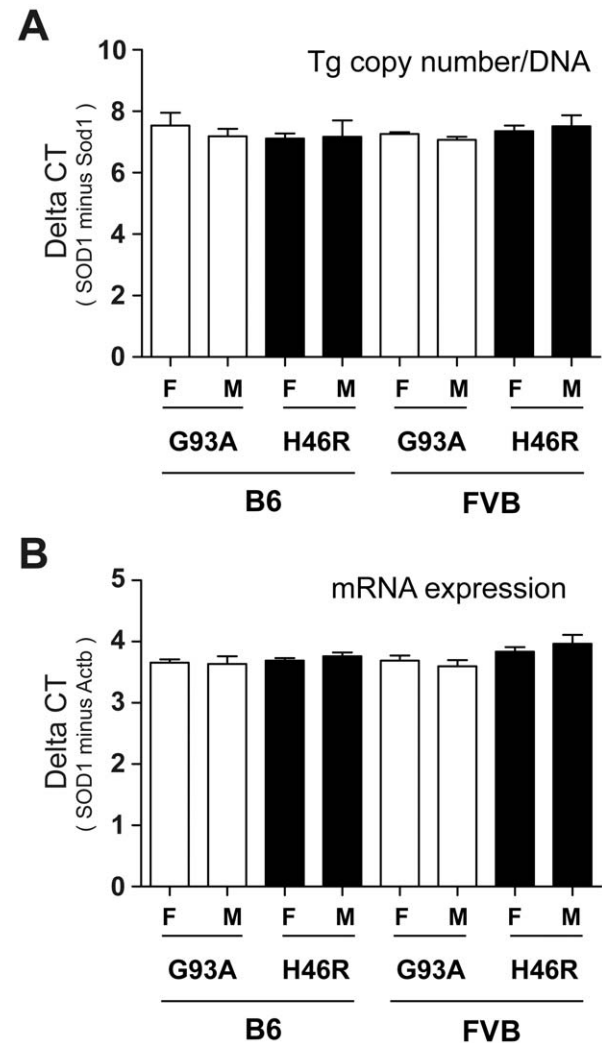 A
Tg copy number/DNA
Delta CT
( SOD1 minus Sod1 )
10
8
6
4
2
0
F M F M F M F M
G93A H46R G93A H46R
B6 FVB
B
mRNA expression
Delta CT
( SOD1 minus Actb )
5
4
3
2
1
0
F M F M F M F M
G93A H46R G93A H46R
B6 FVB